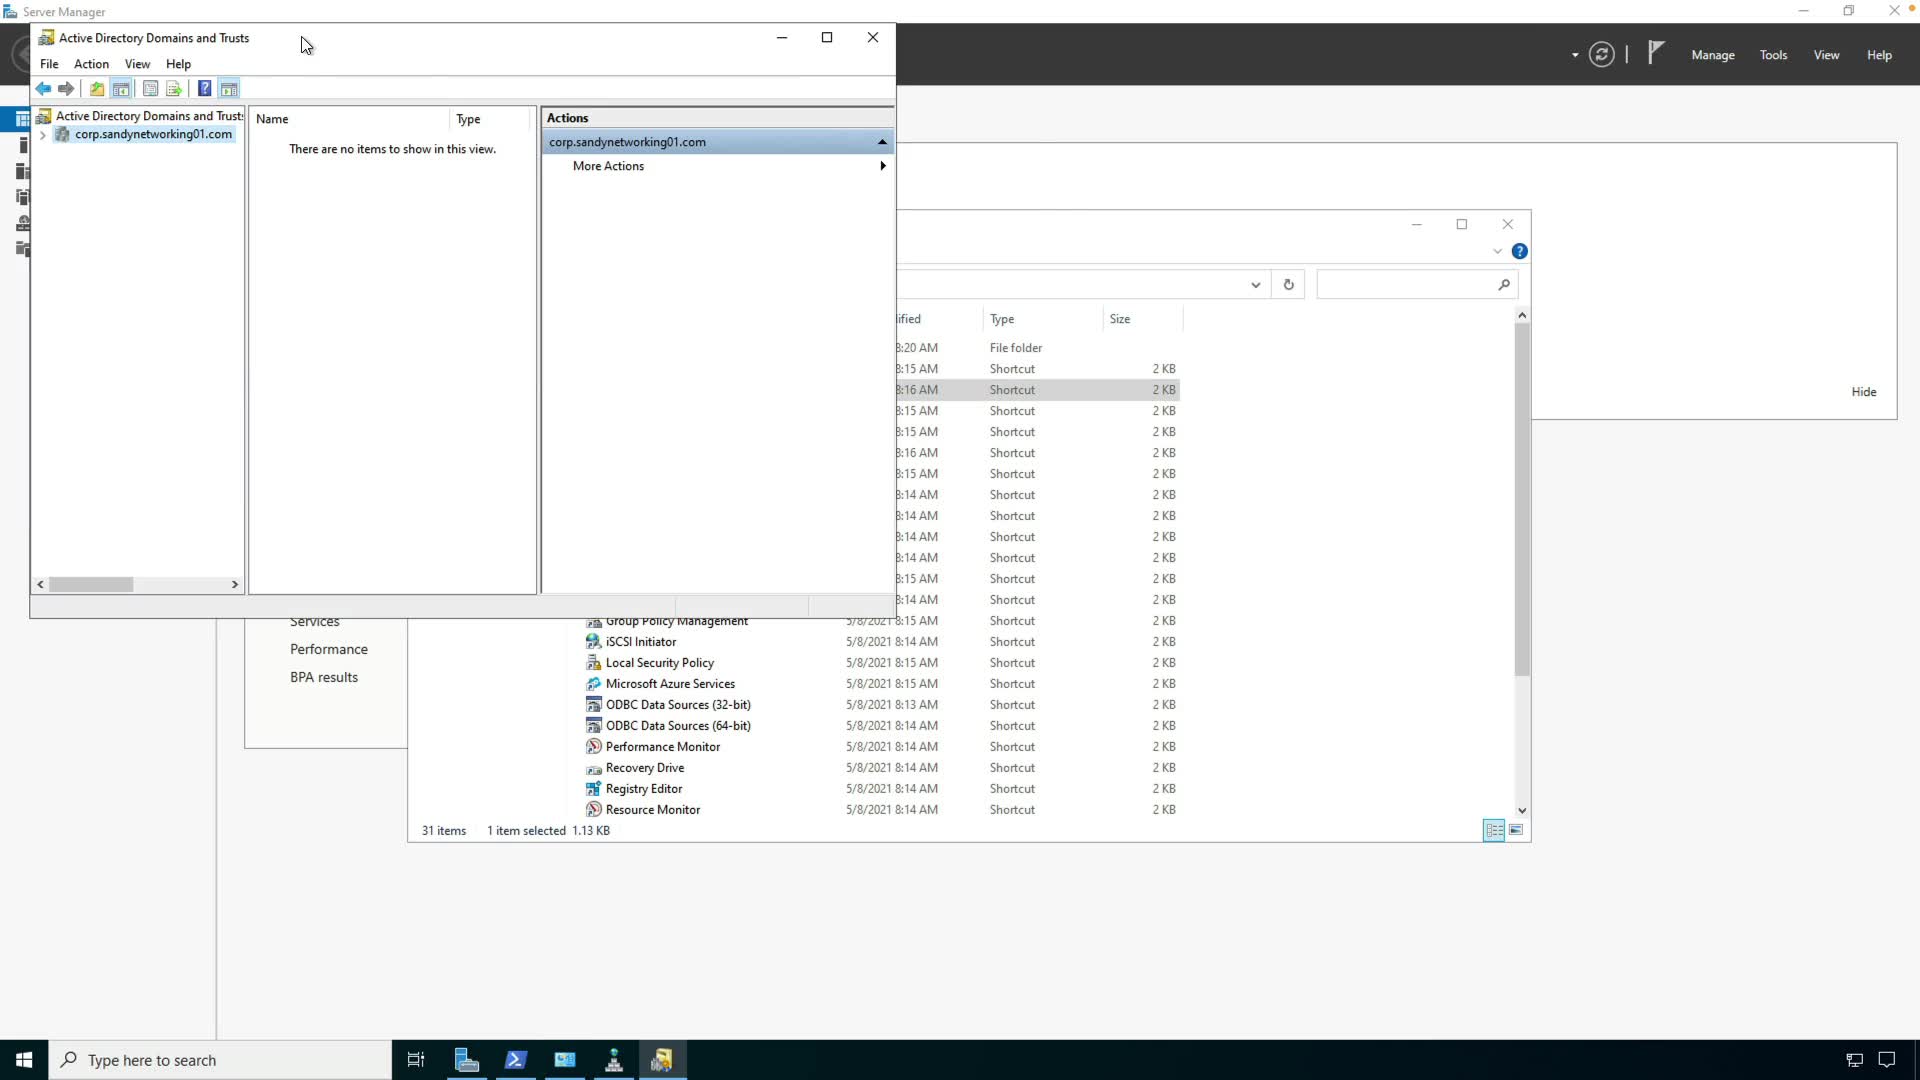 Server Manager
Active Directory Domains and Trusts
File Action View Help
Manage Tools View Help
Active Directory Domains and Trusts
corp.sandynetworking01.com
Name Type
There are no items to show in this view.
Actions
corp.sandynetworking01.com
More Actions
Hide
ified Type Size
8:20 AM File folder
8:15 AM Shortcut 2 KB
8:16 AM Shortcut 2 KB
8:15 AM Shortcut 2 KB
8:15 AM Shortcut 2 KB
8:16 AM Shortcut 2 KB
8:15 AM Shortcut 2 KB
8:14 AM Shortcut 2 KB
8:14 AM Shortcut 2 KB
8:14 AM Shortcut 2 KB
8:14 AM Shortcut 2 KB
8:15 AM Shortcut 2 KB
8:14 AM Shortcut 2 KB
Group Policy Management 5/8/2021 8:15 AM Shortcut 2 KB
iSCSI Initiator 5/8/2021 8:14 AM Shortcut 2 KB
Local Security Policy 5/8/2021 8:15 AM Shortcut 2 KB
Microsoft Azure Services 5/8/2021 8:15 AM Shortcut 2 KB
ODBC Data Sources (32-bit) 5/8/2021 8:13 AM Shortcut 2 KB
ODBC Data Sources (64-bit) 5/8/2021 8:14 AM Shortcut 2 KB
Performance Monitor 5/8/2021 8:14 AM Shortcut 2 KB
Recovery Drive 5/8/2021 8:14 AM Shortcut 2 KB
Registry Editor 5/8/2021 8:14 AM Shortcut 2 KB
Resource Monitor 5/8/2021 8:14 AM Shortcut 2 KB
31 items 1 item selected 1.13 KB
Services
Performance
BPA results
Type here to search